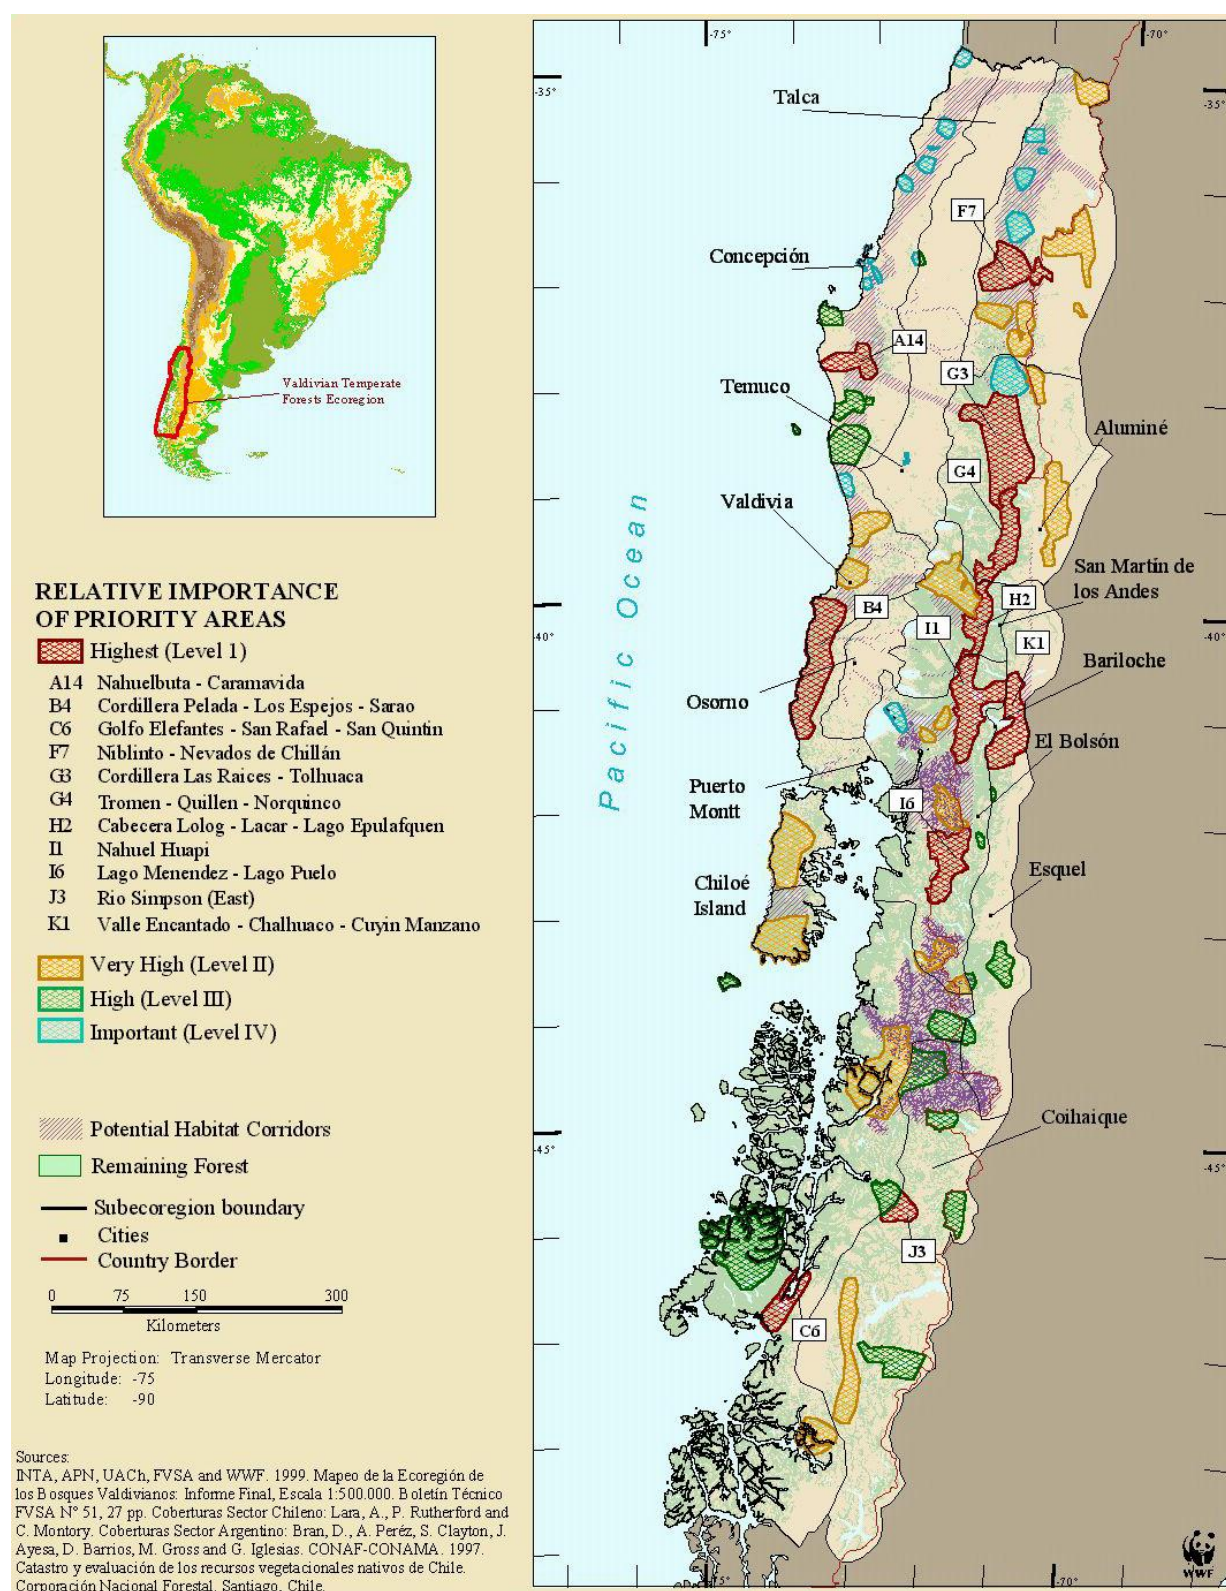 Valdivian Temperate
Forests Ecoregion
RELATIVE IMPORTANCE
OF PRIORITY AREAS
Highest (Level 1)
A14 Nahuelbuta - Caramavida
B4 Cordillera Pelada - Los Espejos - Sarao
C6 Golfo Elefantes - San Rafael - San Quintin
F7 Niblinto - Nevados de Chillán
G3 Cordillera Las Raices - Tolhuaca
G4 Tromen - Quillen - Norquinco
H2 Cabecera Lolog - Lacar - Lago Epulafquen
I1 Nahuel Huapi
I6 Lago Menendez - Lago Puelo
J3 Rio Simpson (East)
K1 Valle Encantado - Chalhuaco - Cuyin Manzano
Very High (Level II)
High (Level III)
Important (Level IV)
Potential Habitat Corridors
Remaining Forest
Subecoregion boundary
Cities
Country Border
0 75 150 300
Kilometers
Map Projection: Transverse Mercator
Longitude: -75
Latitude: -90
Sources:
INTA, APN, UACh, FVSA and WWF. 1999. Mapeo de la Ecoregión de
los Bosques Valdivianos: Informe Final, Escala 1:500.000. Boletín Técnico
FVSA N° 51, 27 pp. Coberturas Sector Chileno: Lara, A., P. Rutherford and
C. Montory. Coberturas Sector Argentino: Bran, D., A. Peréz, S. Clayton, J.
Ayesa, D. Barrios, M. Gross and G. Iglesias. CONAF-CONAMA. 1997.
Catastro y evaluación de los recursos vegetacionales nativos de Chile.
Corporación Nacional Forestal, Santiago, Chile.
-75° -70°
-35° -35°
Talca
F7
Concepción
A14
G3
Temuco
Aluminé
G4
Valdivia
San Martín de
los Andes
H2
B4
I1
-40° -40°
K1
Bariloche
Osorno
El Bolsón
Puerto
Montt
I6
Esquel
Chiloé
Island
Pacific Ocean
Coihaique
-45° -45°
J3
C6
-75° -70°
WWF